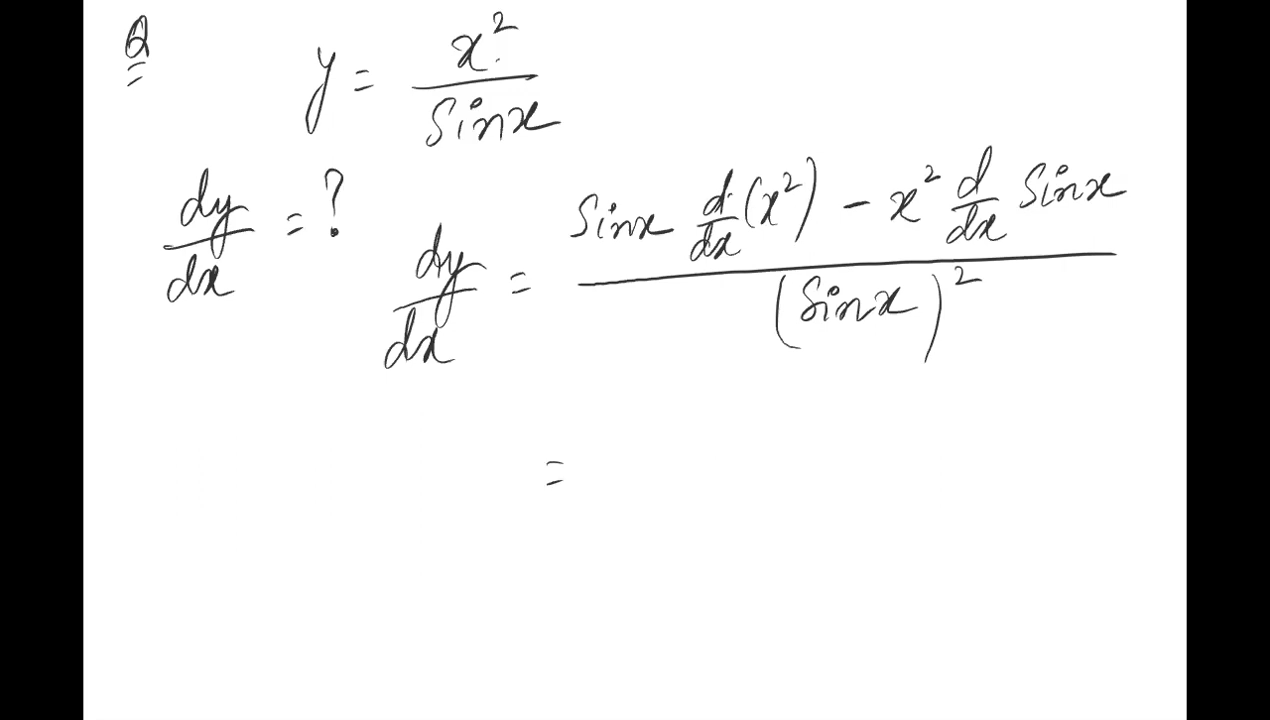 Q
y = x² / Sinx
dy/dx = ?
dy/dx = (Sinx d/dx (x²) − x² d/dx Sinx) / (Sinx)²
=